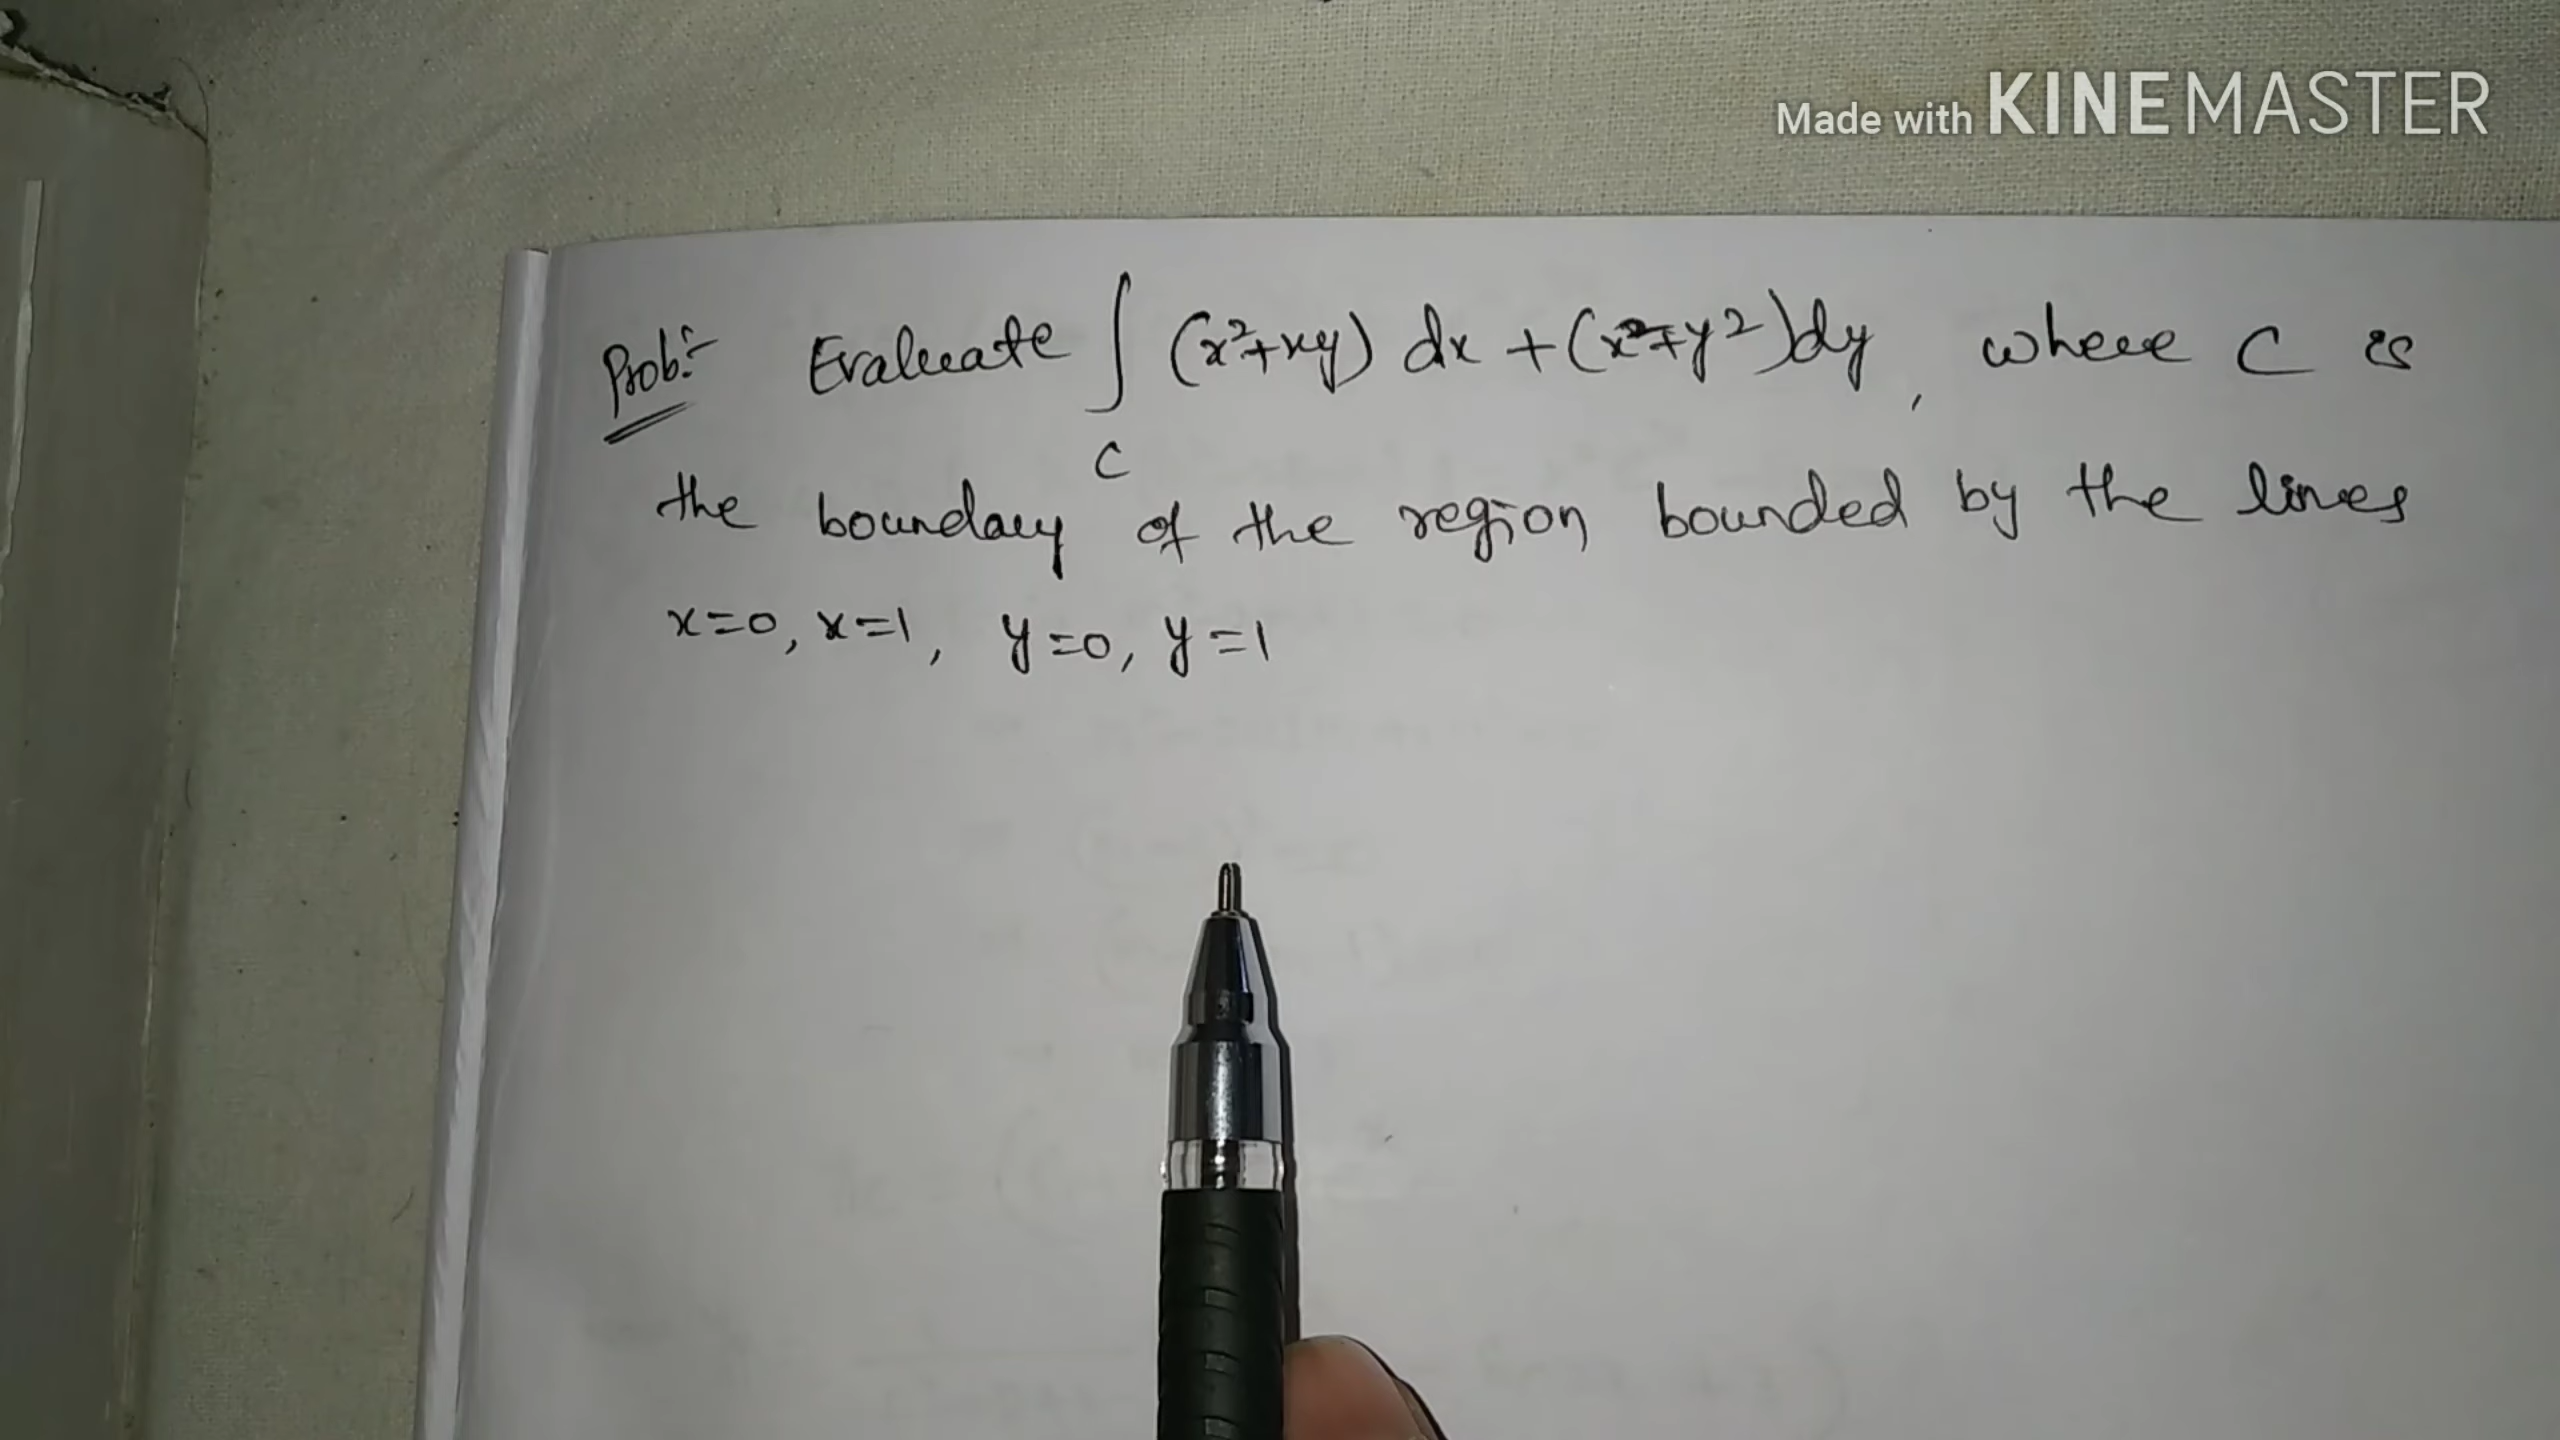 Made with KINEMASTER
Prob:- Evaluate ∫ (x²+xy) dx + (x²+y²)dy, where C is
C
the boundary of the region bounded by the lines
x=0, x=1, y=0, y=1